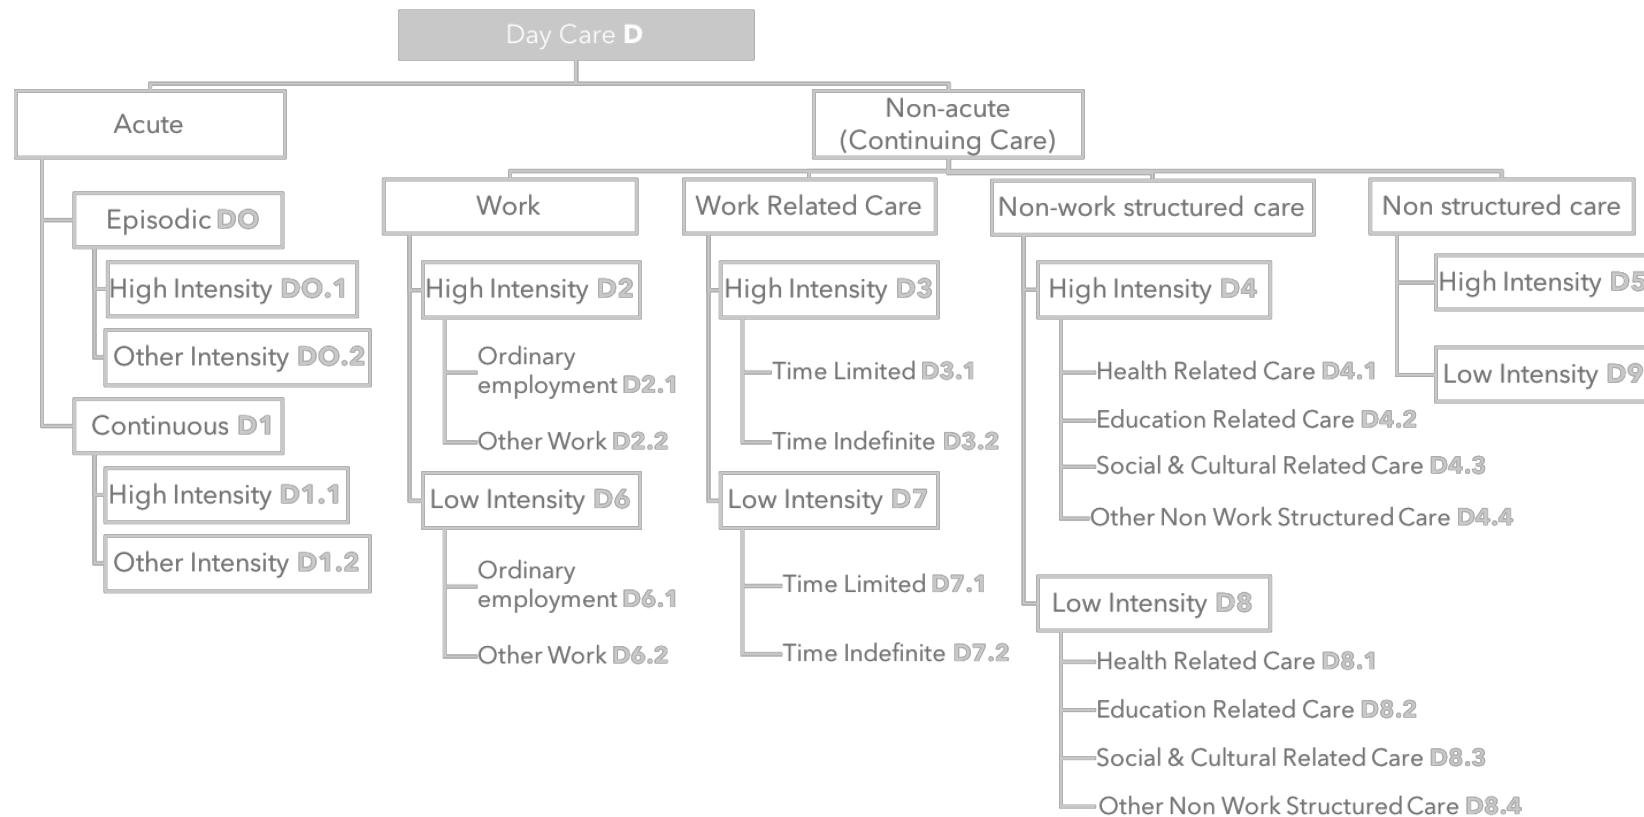 Day Care D
Acute
Non-acute
(Continuing Care)
Episodic DO
High Intensity DO.1
Other Intensity DO.2
Continuous D1
High Intensity D1.1
Other Intensity D1.2
Work
High Intensity D2
Ordinary
employment D2.1
Other Work D2.2
Low Intensity D6
Ordinary
employment D6.1
Other Work D6.2
Work Related Care
High Intensity D3
Time Limited D3.1
Time Indefinite D3.2
Low Intensity D7
Time Limited D7.1
Time Indefinite D7.2
Non-work structured care
High Intensity D4
Health Related Care D4.1
Education Related Care D4.2
Social & Cultural Related Care D4.3
Other Non Work Structured Care D4.4
Low Intensity D8
Health Related Care D8.1
Education Related Care D8.2
Social & Cultural Related Care D8.3
Other Non Work Structured Care D8.4
Non structured care
High Intensity D5
Low Intensity D9